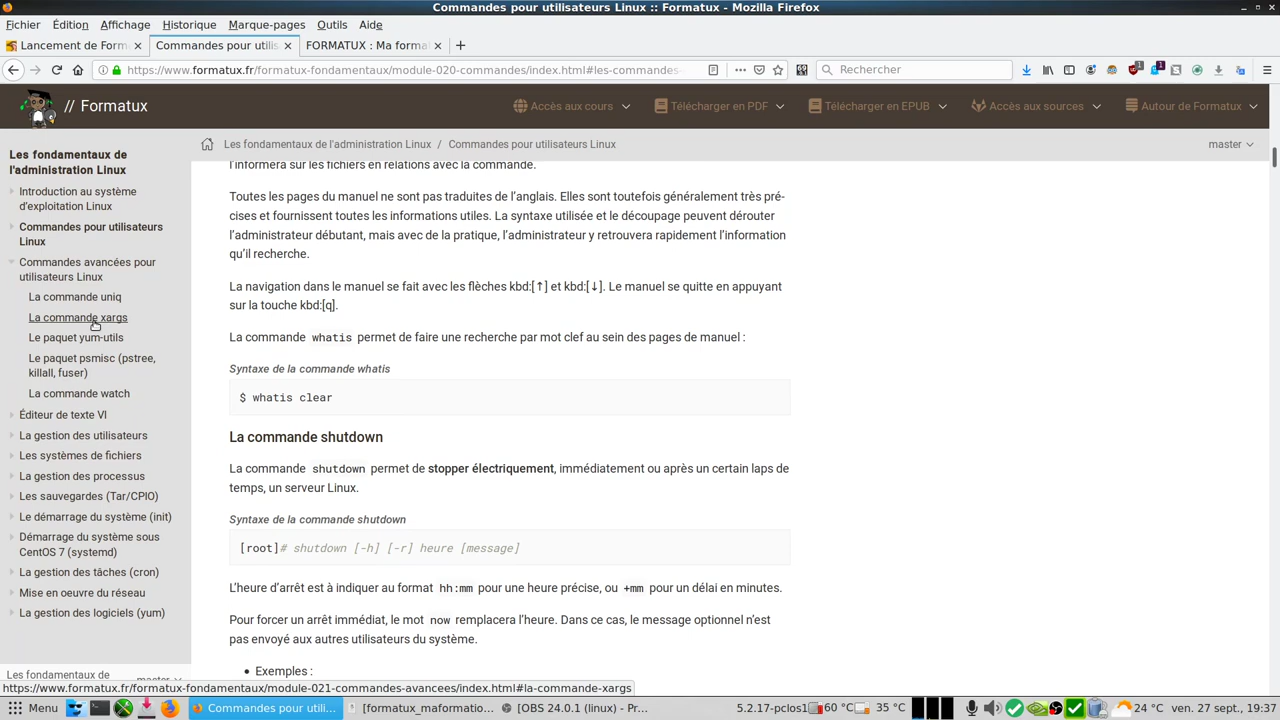 Commandes pour utilisateurs Linux :: Formatux - Mozilla Firefox
Fichier Édition Affichage Historique Marque-pages Outils Aide
Lancement de Form Commandes pour utilis FORMATUX : Ma forma
https://www.formatux.fr/formatux-fondamentaux/module-020-commandes/index.html#les-commandes- Rechercher
// Formatux Accès aux cours Télécharger en PDF Télécharger en EPUB Accès aux sources Autour de Formatux
Les fondamentaux de l'administration Linux / Commandes pour utilisateurs Linux master
Les fondamentaux de
l'administration Linux
Introduction au système
d'exploitation Linux
Commandes pour utilisateurs
Linux
Commandes avancées pour
utilisateurs Linux
La commande uniq
La commande xargs
Le paquet yum-utils
Le paquet psmisc (pstree,
killall, fuser)
La commande watch
Éditeur de texte VI
La gestion des utilisateurs
Les systèmes de fichiers
La gestion des processus
Les sauvegardes (Tar/CPIO)
Le démarrage du système (init)
Démarrage du système sous
CentOS 7 (systemd)
La gestion des tâches (cron)
Mise en oeuvre du réseau
La gestion des logiciels (yum)
Les fondamentaux de
master
l'informera sur les fichiers en relations avec la commande.
Toutes les pages du manuel ne sont pas traduites de l'anglais. Elles sont toutefois généralement très pré-
cises et fournissent toutes les informations utiles. La syntaxe utilisée et le découpage peuvent dérouter
l'administrateur débutant, mais avec de la pratique, l'administrateur y retrouvera rapidement l'information
qu'il recherche.
La navigation dans le manuel se fait avec les flèches kbd:[↑] et kbd:[↓]. Le manuel se quitte en appuyant
sur la touche kbd:[q].
La commande whatis permet de faire une recherche par mot clef au sein des pages de manuel :
Syntaxe de la commande whatis
$ whatis clear
La commande shutdown
La commande shutdown permet de stopper électriquement, immédiatement ou après un certain laps de
temps, un serveur Linux.
Syntaxe de la commande shutdown
[root]# shutdown [-h] [-r] heure [message]
L'heure d'arrêt est à indiquer au format hh:mm pour une heure précise, ou +mm pour un délai en minutes.
Pour forcer un arrêt immédiat, le mot now remplacera l'heure. Dans ce cas, le message optionnel n'est
pas envoyé aux autres utilisateurs du système.
• Exemples :
https://www.formatux.fr/formatux-fondamentaux/module-021-commandes-avancees/index.html#la-commande-xargs
Menu Commandes pour utili... [formatux_maformatio... [OBS 24.0.1 (linux) - Pr... 5.2.17-pclos1 60 °C 35 °C 24 °C ven. 27 sept., 19:37